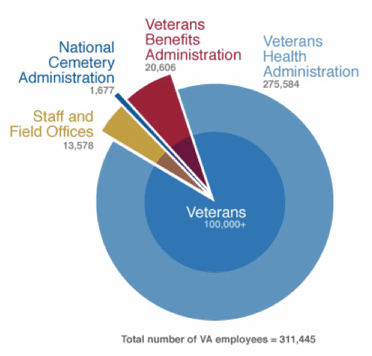 Veterans
Benefits
Administration
20,606
National
Cemetery
Administration
1,677
Veterans
Health
Administration
275,584
Staff and
Field Offices
13,578
Veterans
100,000+
Total number of VA employees = 311,445